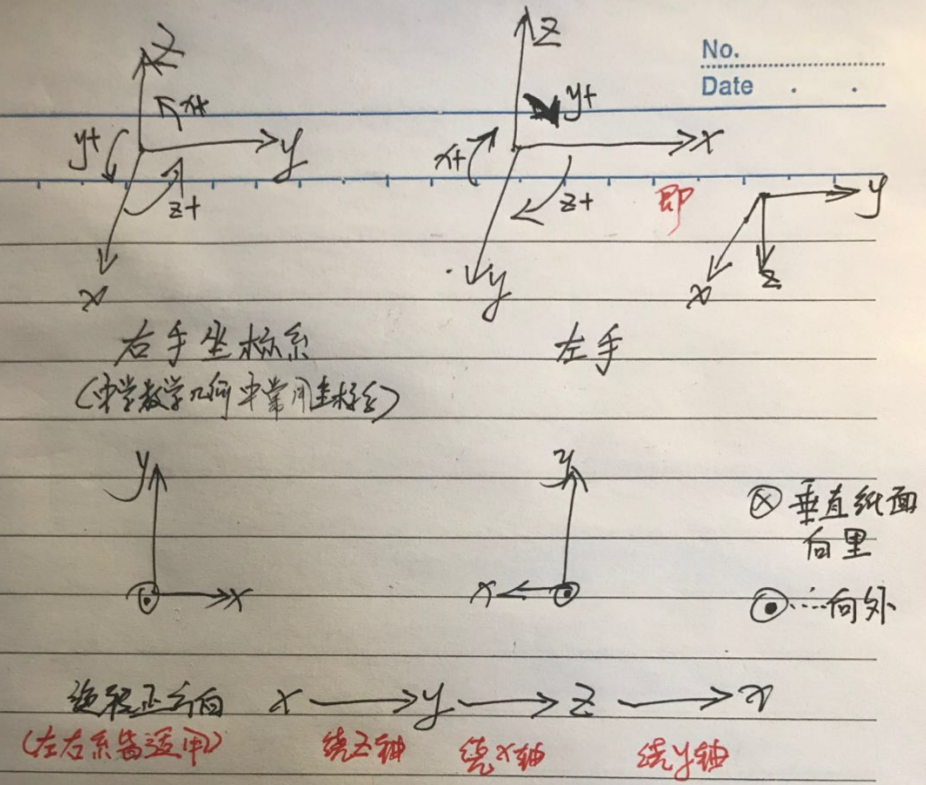 No.
Date . .
z
x+
y+
y
z+
x
z
y+
x+
x
z+
y
即
y
x
z
右手坐标系
左手
(中学数学几何中常用坐标系)
y
x
y
x
⊗ 垂直纸面
向里
⊙ ……向外
旋转正方向 x → y → z → x
(左右系皆适用) 绕z轴 绕x轴 绕y轴